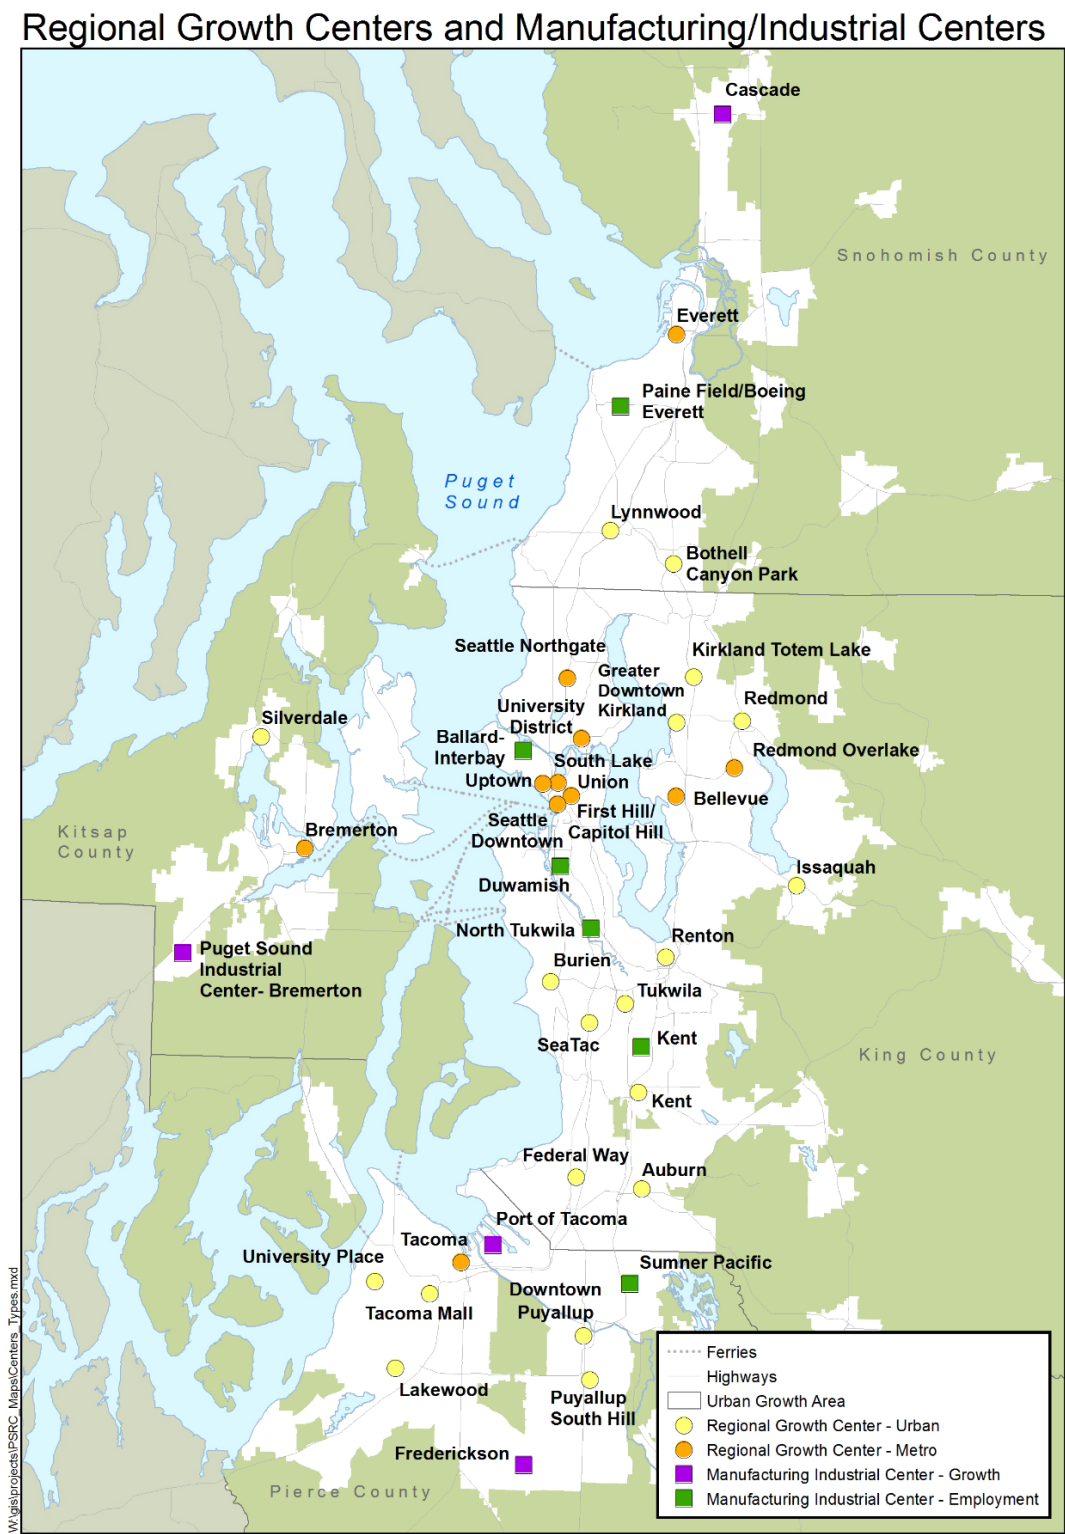 Regional Growth Centers and Manufacturing/Industrial Centers
Cascade
Snohomish County
Everett
Paine Field/Boeing
Everett
Puget
Sound
Lynnwood
Bothell
Canyon Park
Seattle Northgate
Kirkland Totem Lake
Greater
Downtown
Kirkland
Redmond
University
District
Silverdale
Ballard-
Interbay
Redmond Overlake
South Lake
Union
Uptown
Bellevue
First Hill/
Capitol Hill
Seattle
Downtown
Kitsap
County
Bremerton
Issaquah
Duwamish
North Tukwila
Renton
Puget Sound
Industrial
Center- Bremerton
Burien
Tukwila
SeaTac
Kent
King County
Kent
Federal Way
Auburn
Port of Tacoma
Tacoma
University Place
Sumner Pacific
Downtown
Puyallup
Tacoma Mall
Lakewood
Puyallup
South Hill
Frederickson
Pierce County
Ferries
Highways
Urban Growth Area
Regional Growth Center - Urban
Regional Growth Center - Metro
Manufacturing Industrial Center - Growth
Manufacturing Industrial Center - Employment
W:\gis\projects\PSRC_Maps\Centers_Types.mxd